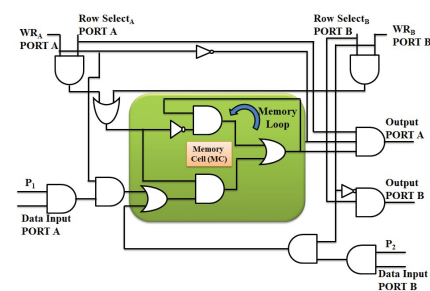 Row Select_A
PORT A
WR_A
PORT A
Row Select_B
PORT B
WR_B
PORT B
Memory
Loop
Memory
Cell (MC)
Output
PORT A
Output
PORT B
P_1
Data Input
PORT A
P_2
Data Input
PORT B